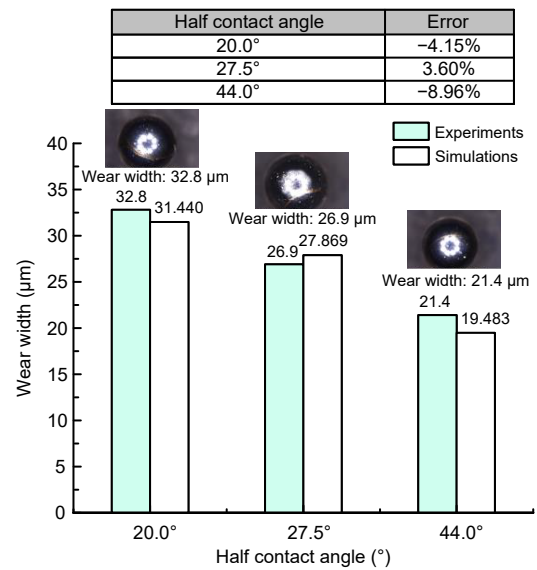 Half contact angle Error
20.0° −4.15%
27.5° 3.60%
44.0° −8.96%
Experiments
Simulations
Wear width: 32.8 µm
32.8 31.440
Wear width: 26.9 µm
26.9 27.869
Wear width: 21.4 µm
21.4 19.483
Wear width (µm)
40
35
30
25
20
15
10
5
0
20.0° 27.5° 44.0°
Half contact angle (°)